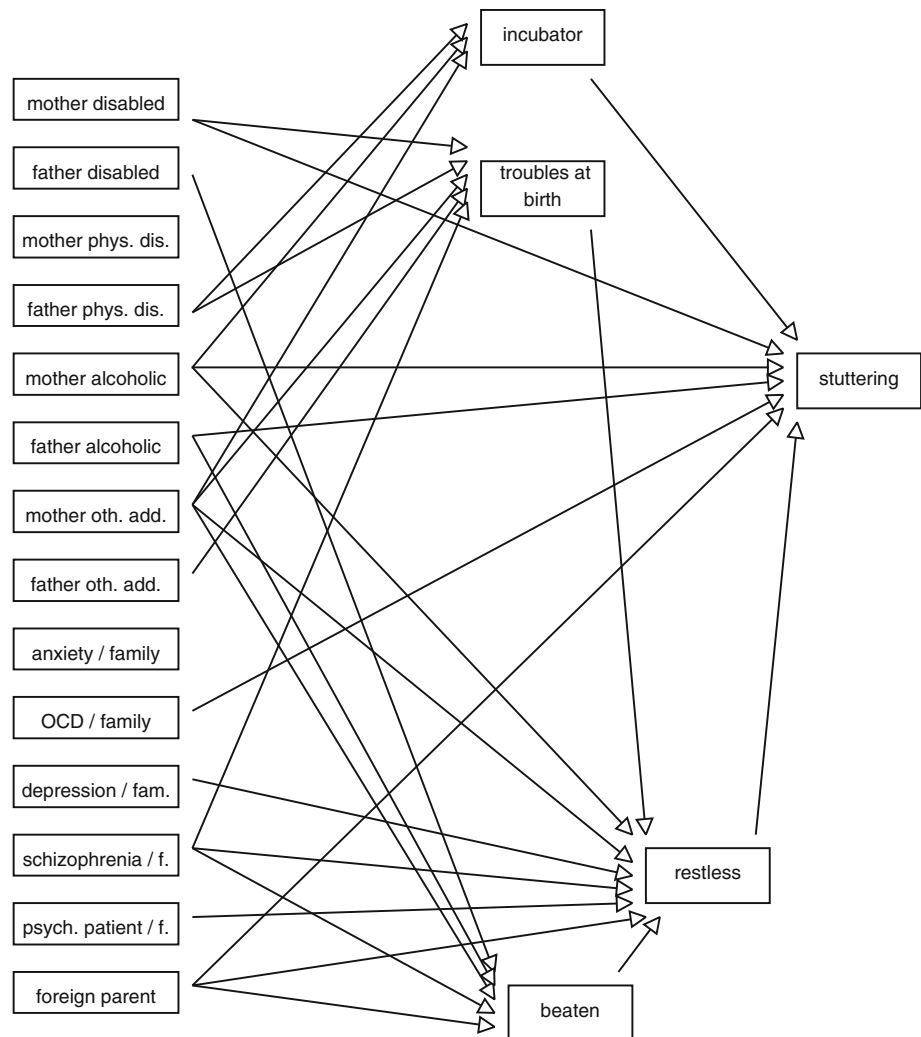 incubator
mother disabled
father disabled
troubles at
birth
mother phys. dis.
father phys. dis.
mother alcoholic
stuttering
father alcoholic
mother oth. add.
father oth. add.
anxiety / family
OCD / family
depression / fam.
schizophrenia / f.
restless
psych. patient / f.
foreign parent
beaten